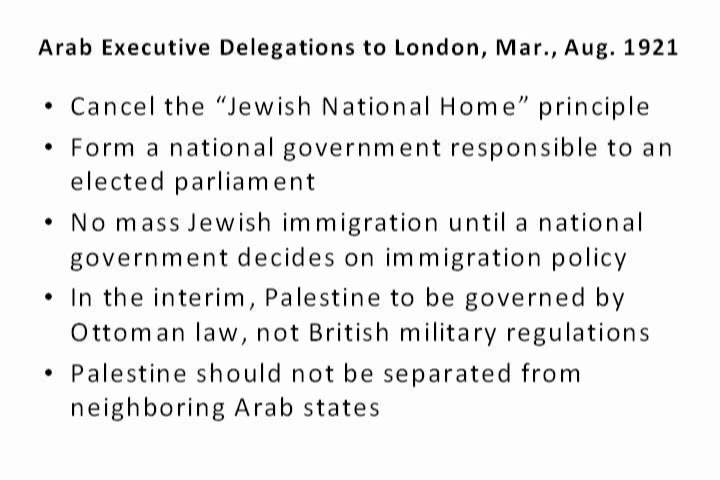 Arab Executive Delegations to London, Mar., Aug. 1921
• Cancel the “Jewish National Home” principle
• Form a national government responsible to an
elected parliament
• No mass Jewish immigration until a national
government decides on immigration policy
• In the interim, Palestine to be governed by
Ottoman law, not British military regulations
• Palestine should not be separated from
neighboring Arab states